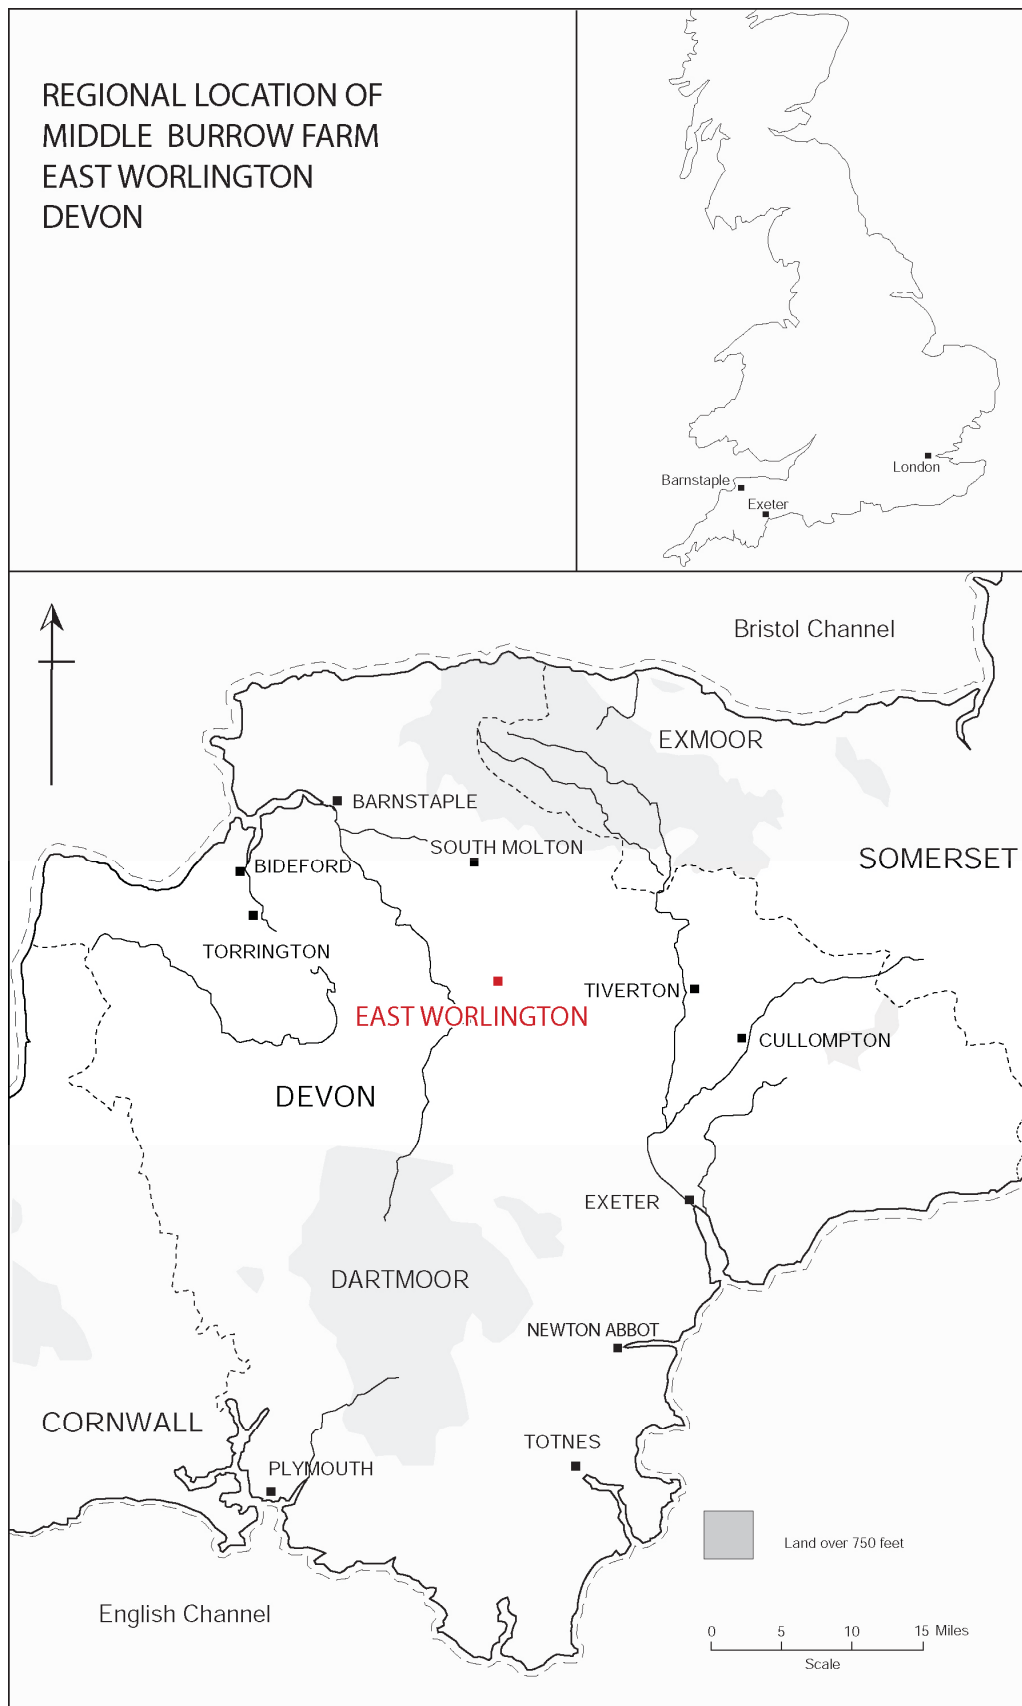 REGIONAL LOCATION OF
MIDDLE BURROW FARM
EAST WORLINGTON
DEVON
London
Barnstaple
Exeter
Bristol Channel
EXMOOR
BARNSTAPLE
SOUTH MOLTON
SOMERSET
BIDEFORD
TORRINGTON
TIVERTON
EAST WORLINGTON
CULLOMPTON
DEVON
EXETER
DARTMOOR
NEWTON ABBOT
CORNWALL
TOTNES
PLYMOUTH
Land over 750 feet
English Channel
0 5 10 15 Miles
Scale